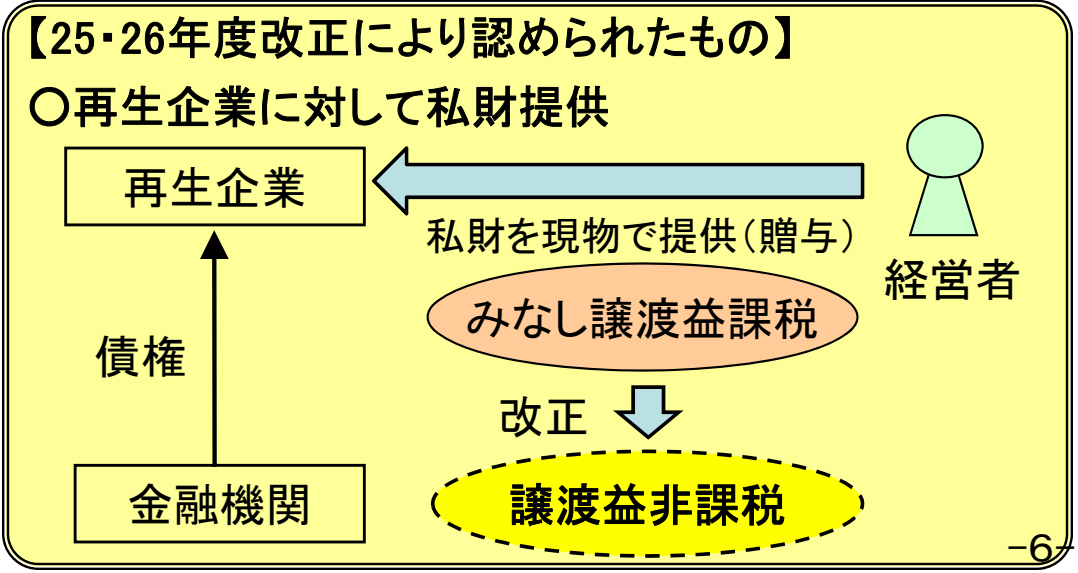 【25・26年度改正により認められたもの】
〇再生企業に対して私財提供
再生企業
私財を現物で提供（贈与）
経営者
みなし譲渡益課税
債権
改正
金融機関
譲渡益非課税
-6-